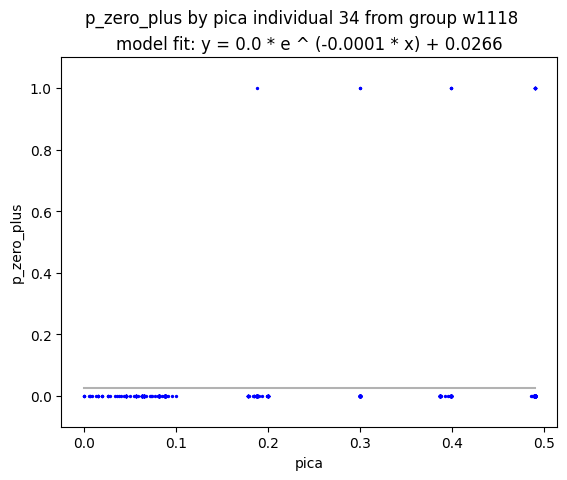 p_zero_plus by pica individual 34 from group w1118
model fit: y = 0.0 * e ^ (-0.0001 * x) + 0.0266
1.0
0.8
0.6
0.4
0.2
0.0
p_zero_plus
0.0 0.1 0.2 0.3 0.4 0.5
pica